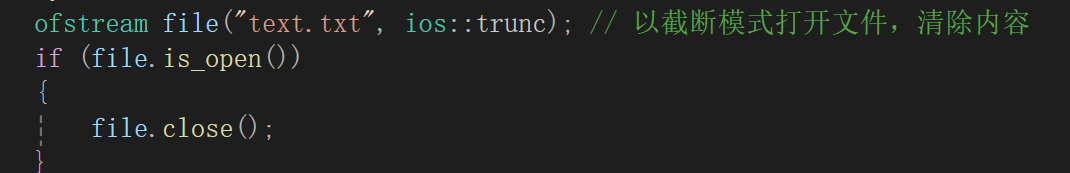 ofstream file("text.txt", ios::trunc); // 以截断模式打开文件，清除内容
if (file.is_open())
{
file.close();
}